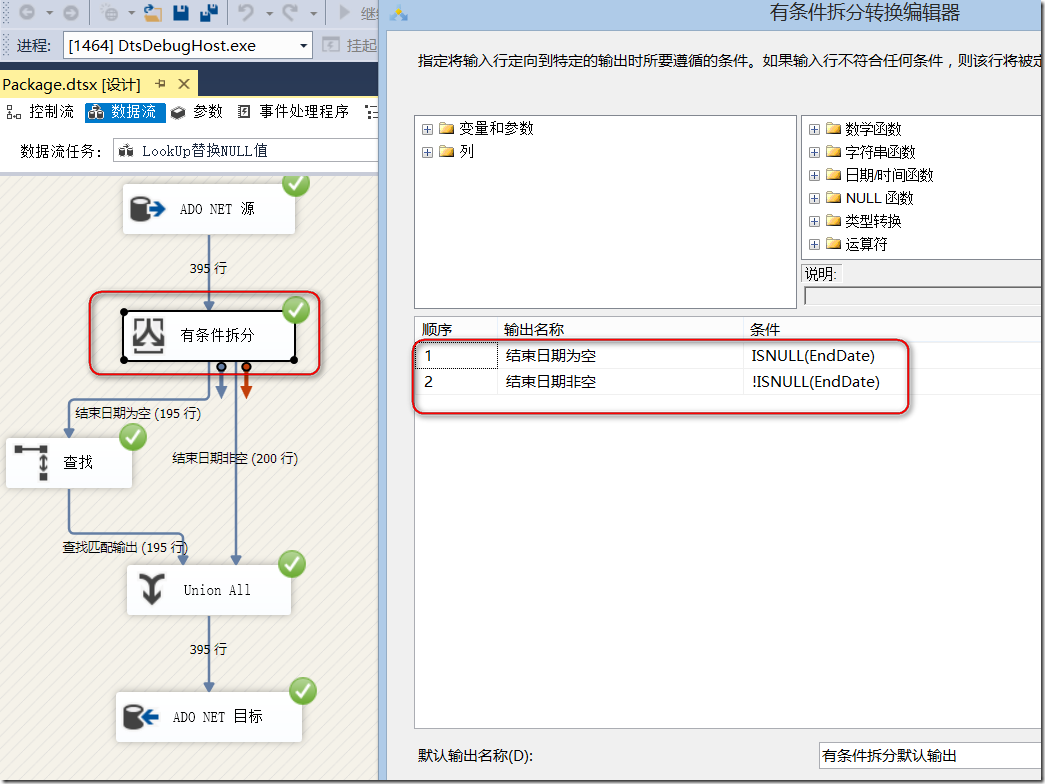 继续
进程:
[1464] DtsDebugHost.exe
挂起
Package.dtsx [设计]
控制流
数据流
参数
事件处理程序
数据流任务:
LookUp替换NULL值
ADO NET 源
395 行
有条件拆分
结束日期为空 (195 行)
查找
结束日期非空 (200 行)
查找匹配输出 (195 行)
Union All
395 行
ADO NET 目标
有条件拆分转换编辑器
指定将输入行定向到特定的输出时所要遵循的条件。如果输入行不符合任何条件，则该行将被定
变量和参数
列
数学函数
字符串函数
日期/时间函数
NULL 函数
类型转换
运算符
说明:
顺序 输出名称 条件
1 结束日期为空 ISNULL(EndDate)
2 结束日期非空 !ISNULL(EndDate)
默认输出名称(D):
有条件拆分默认输出